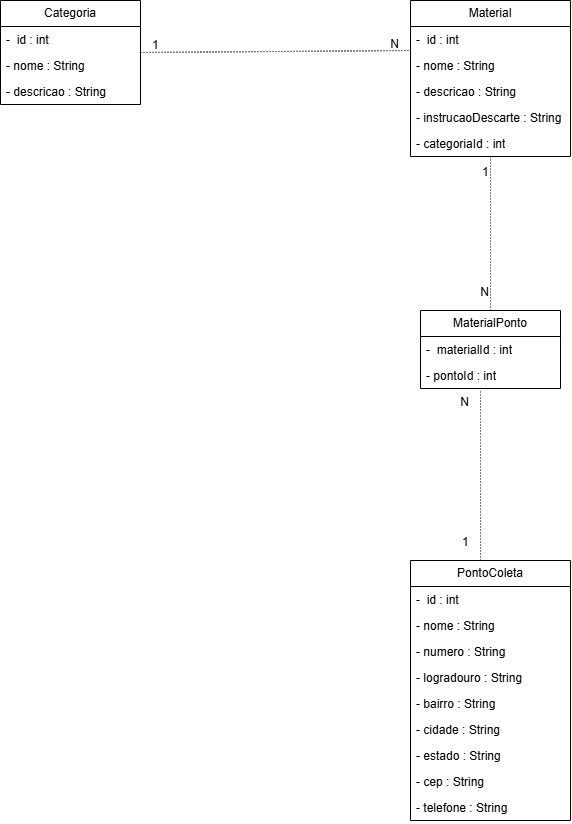 Categoria
- id : int
- nome : String
- descricao : String
1
N
Material
- id : int
- nome : String
- descricao : String
- instrucaoDescarte : String
- categoriaId : int
1
N
MaterialPonto
- materialId : int
- pontoId : int
N
1
PontoColeta
- id : int
- nome : String
- numero : String
- logradouro : String
- bairro : String
- cidade : String
- estado : String
- cep : String
- telefone : String